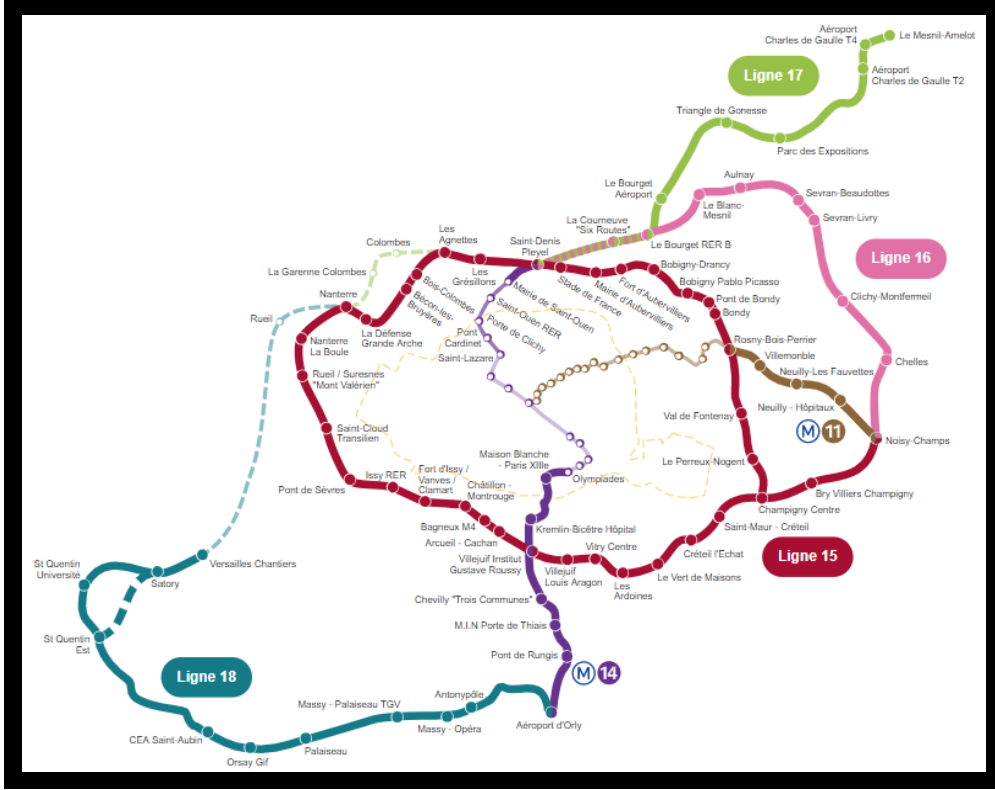 Aéroport
Charles de Gaulle T4
Le Mesnil-Amelot
Ligne 17
Aéroport
Charles de Gaulle T2
Triangle de Gonesse
Parc des Expositions
Le Bourget
Aéroport
Aulnay
Sevran-Beaudottes
Le Blanc-
Mesnil
Sevran-Livry
La Courneuve
"Six Routes"
Le Bourget RER B
Ligne 16
Colombes
Les
Agnettes
Saint-Denis
Pleyel
La Garenne Colombes
Les
Grésillons
Stade de France
Mairie d'Aubervilliers
Fort d'Aubervilliers
Bobigny-Drancy
Bobigny Pablo Picasso
Pont de Bondy
Bondy
Clichy-Montfermeil
Nanterre
Bois-Colombes
Bécon-les-
Bruyères
Mairie de Saint-Ouen
Saint-Ouen RER
Porte de Clichy
Rueil
La Défense
Grande Arche
Pont
Cardinet
Saint-Lazare
Rosny-Bois-Perrier
Villemonble
Neuilly-Les Fauvettes
Neuilly - Hôpitaux
Chelles
Nanterre
La Boule
Rueil / Suresnes
"Mont Valérien"
Val de Fontenay
M 11
Noisy-Champs
Saint-Cloud
Transilien
Maison Blanche
- Paris XIIIe
Olympiades
Le Perreux-Nogent
Pont de Sèvres
Issy RER
Fort d'Issy /
Vanves /
Clamart
Châtillon -
Montrouge
Bry Villiers Champigny
Champigny Centre
Bagneux M4
Arcueil - Cachan
Kremlin-Bicêtre Hôpital
Saint-Maur - Créteil
Villejuif Institut
Gustave Roussy
Villejuif
Louis Aragon
Vitry Centre
Créteil l'Echat
Ligne 15
Les
Ardoines
Le Vert de Maisons
St Quentin
Université
Satory
Versailles Chantiers
Chevilly "Trois Communes"
M.I.N Porte de Thiais
St Quentin
Est
Pont de Rungis
M 14
Ligne 18
Antonypôle
Massy - Palaiseau TGV
Massy - Opéra
Aéroport d'Orly
CEA Saint-Aubin
Palaiseau
Orsay Gif